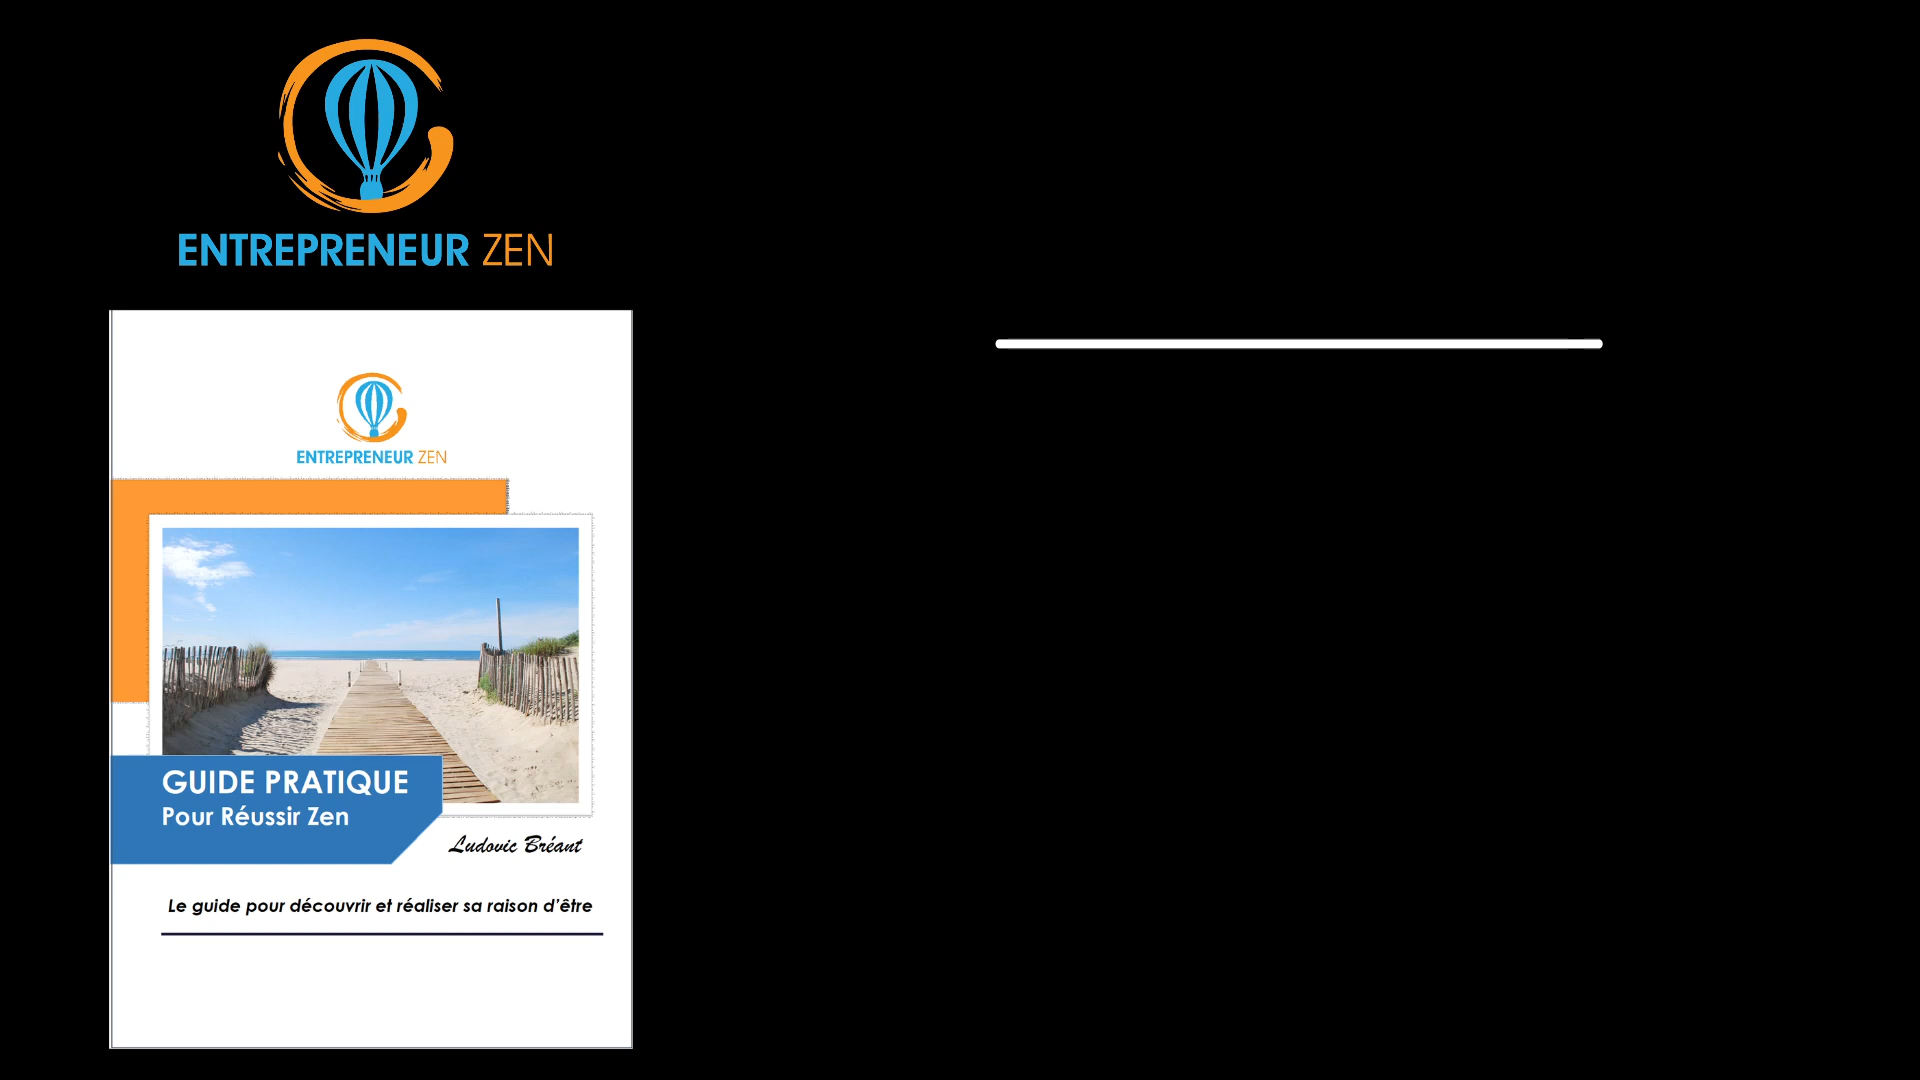 ENTREPRENEUR ZEN
ENTREPRENEUR ZEN
GUIDE PRATIQUE
Pour Réussir Zen
Ludovic Bréant
Le guide pour découvrir et réaliser sa raison d'être